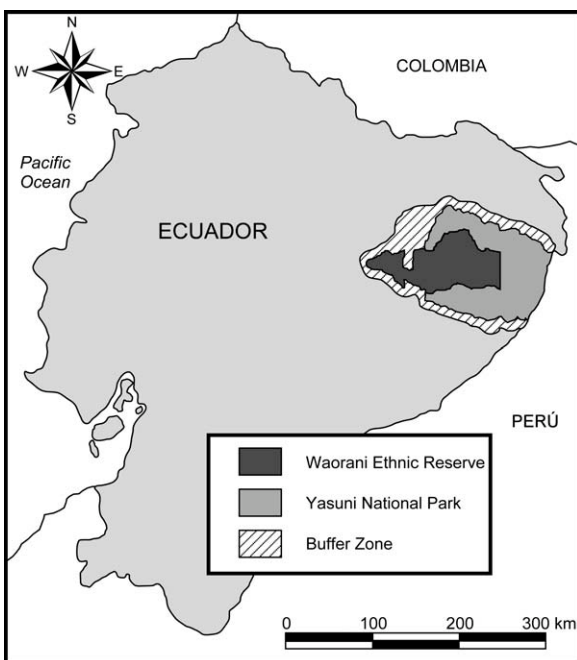 N
W E
S
COLOMBIA
Pacific
Ocean
ECUADOR
PERÚ
Waorani Ethnic Reserve
Yasuni National Park
Buffer Zone
0 100 200 300 km